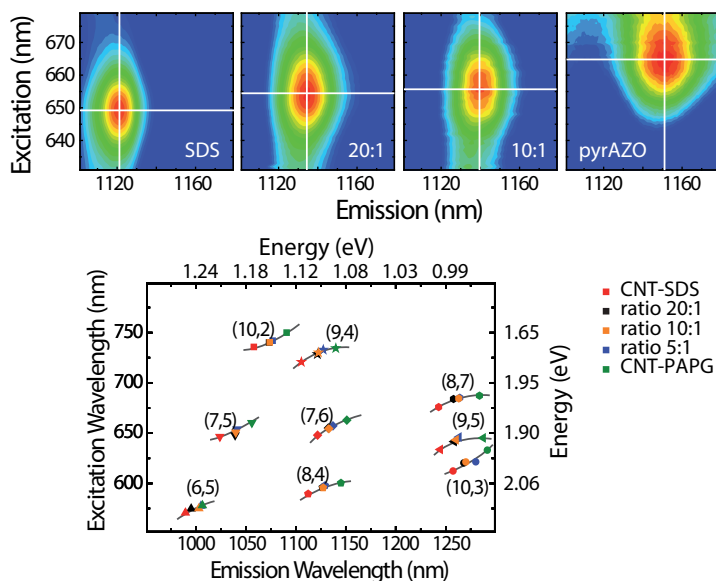 Excitation (nm)
670
660
650
640
SDS
20:1
10:1
pyrAZO
1120 1160 1120 1160 1120 1160 1120 1160
Emission (nm)
Energy (eV)
1.24 1.18 1.12 1.08 1.03 0.99
Excitation Wavelength (nm)
750
700
650
600
(10,2)
(9,4)
(8,7)
(7,5)
(7,6)
(9,5)
(6,5)
(8,4)
(10,3)
1.65
1.95
1.90
2.06
Energy (eV)
1000 1050 1100 1150 1200 1250
Emission Wavelength (nm)
CNT-SDS
ratio 20:1
ratio 10:1
ratio 5:1
CNT-PAPG